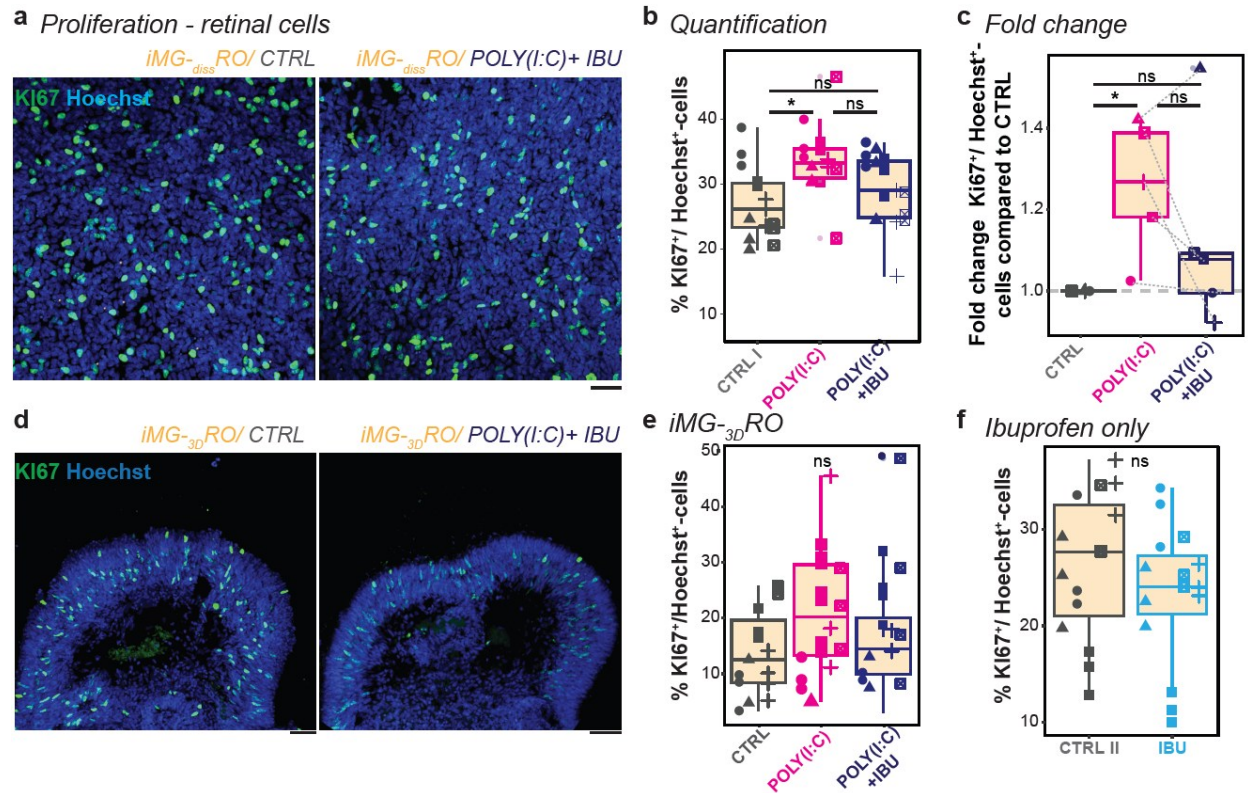 a Proliferation - retinal cells
iMG-dissRO/ CTRL
iMG-dissRO/ POLY(I:C)+ IBU
KI67 Hoechst
b Quantification
% KI67+/ Hoechst+-cells
40
30
20
10
ns
* ns
CTRL I
POLY(I:C)
POLY(I:C)
+IBU
c Fold change
Fold change Ki67+/ Hoechst+-
cells compared to CTRL
1.4
1.2
1.0
ns
* ns
CTRL
POLY(I:C)
POLY(I:C)
+IBU
d
iMG-3DRO/ CTRL
iMG-3DRO/ POLY(I:C)+ IBU
KI67 Hoechst
e iMG-3DRO
% KI67+/Hoechst+-cells
50
40
30
20
10
ns
CTRL
POLY(I:C)
POLY(I:C)
+IBU
f Ibuprofen only
% KI67+/ Hoechst+-cells
30
20
10
ns
CTRL II
IBU